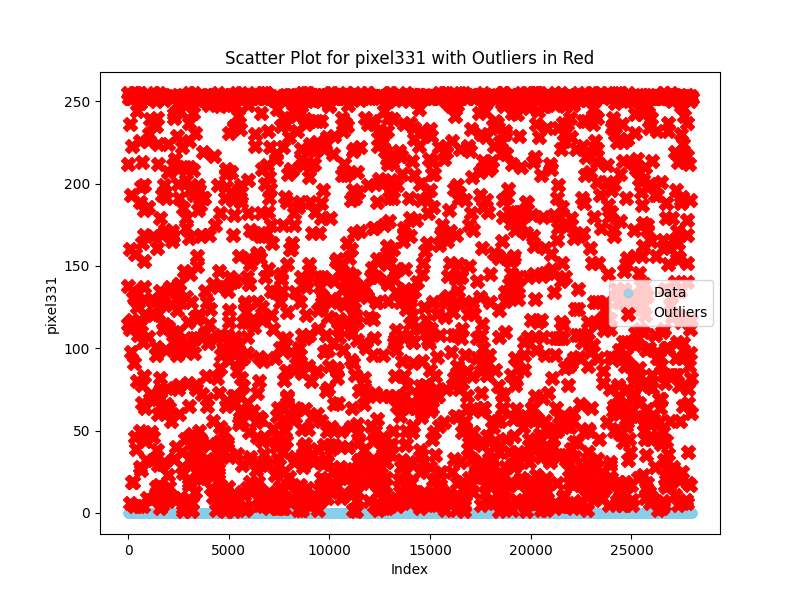 Scatter Plot for pixel331 with Outliers in Red
250
200
150
100
50
0
pixel331
Data
Outliers
0 5000 10000 15000 20000 25000
Index